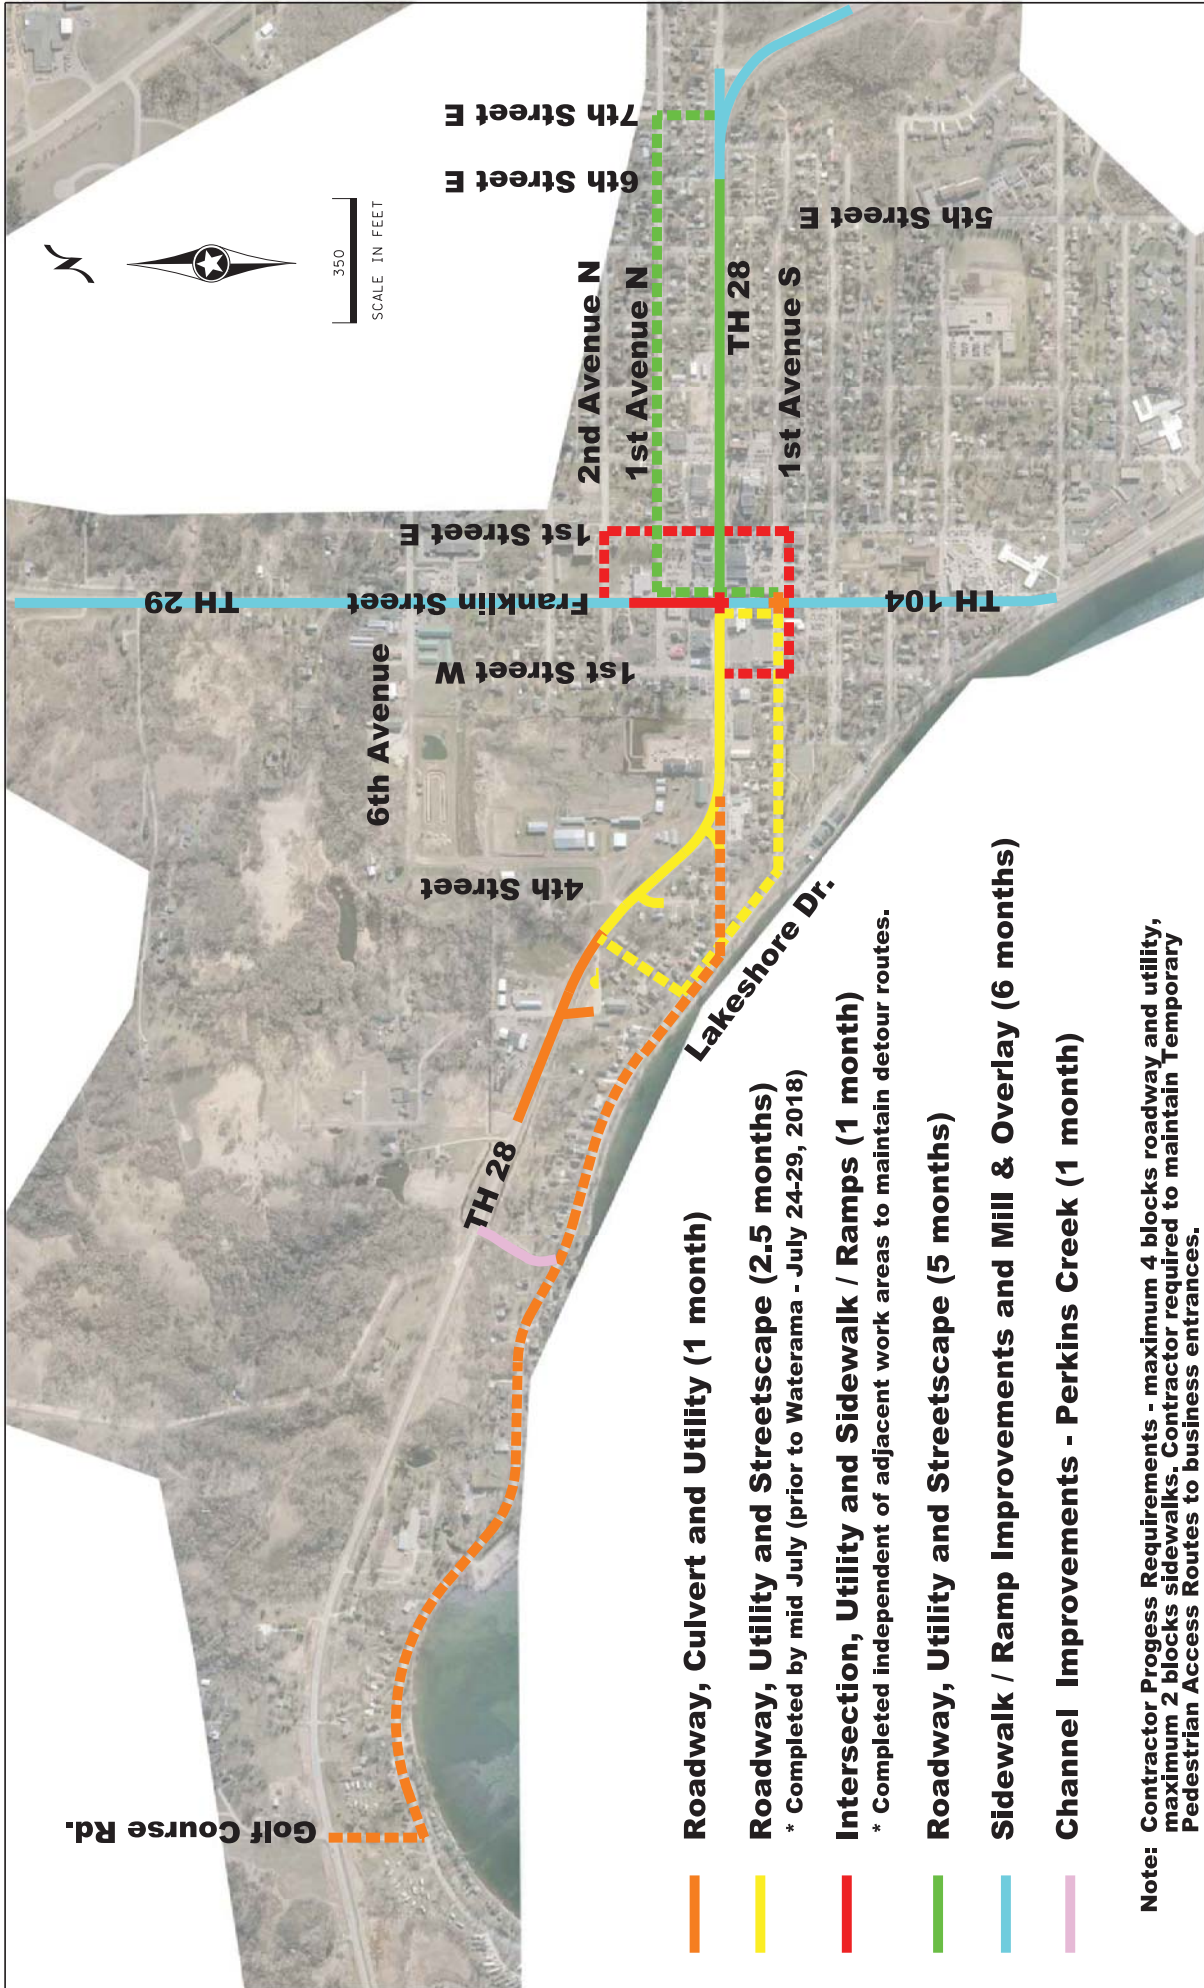 N
350
SCALE IN FEET
7th Street E
6th Street E
5th Street E
2nd Avenue N
1st Avenue N
TH 28
1st Avenue S
1st Street E
TH 29
Franklin Street
TH 104
1st Street W
6th Avenue
4th Street
Lakeshore Dr.
TH 28
Golf Course Rd.
Roadway, Culvert and Utility (1 month)
Roadway, Utility and Streetscape (2.5 months)
* Completed by mid July (prior to Waterama - July 24-29, 2018)
Intersection, Utility and Sidewalk / Ramps (1 month)
* Completed independent of adjacent work areas to maintain detour routes.
Roadway, Utility and Streetscape (5 months)
Sidewalk / Ramp Improvements and Mill & Overlay (6 months)
Channel Improvements - Perkins Creek (1 month)
Note: Contractor Progess Requirements - maximum 4 blocks roadway and utility,
maximum 2 blocks sidewalks. Contractor required to maintain Temporary
Pedestrian Access Routes to business entrances.